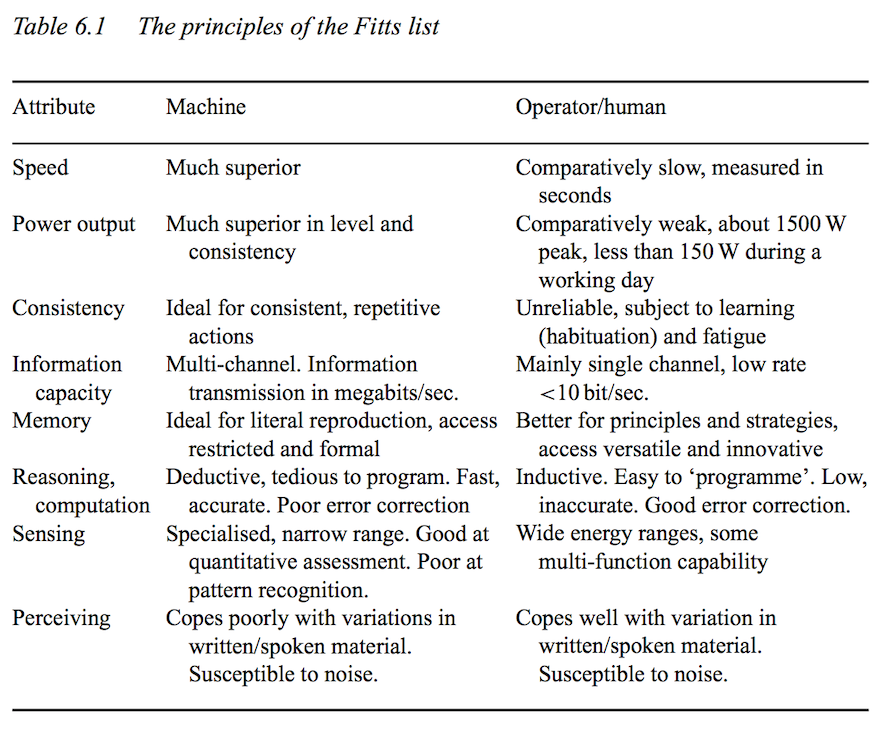 Table 6.1 The principles of the Fitts list
Attribute Machine Operator/human
Speed Much superior Comparatively slow, measured in
seconds
Power output Much superior in level and Comparatively weak, about 1500 W
consistency peak, less than 150 W during a
working day
Consistency Ideal for consistent, repetitive Unreliable, subject to learning
actions (habituation) and fatigue
Information Multi-channel. Information Mainly single channel, low rate
capacity transmission in megabits/sec. <10 bit/sec.
Memory Ideal for literal reproduction, access Better for principles and strategies,
restricted and formal access versatile and innovative
Reasoning, Deductive, tedious to program. Fast, Inductive. Easy to ‘programme’. Low,
computation accurate. Poor error correction inaccurate. Good error correction.
Sensing Specialised, narrow range. Good at Wide energy ranges, some
quantitative assessment. Poor at multi-function capability
pattern recognition.
Perceiving Copes poorly with variations in Copes well with variation in
written/spoken material. written/spoken material.
Susceptible to noise. Susceptible to noise.